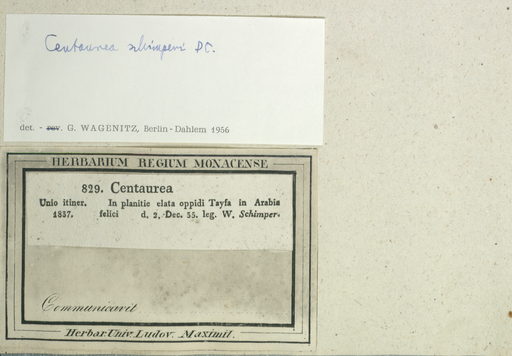 Centaurea schimperi DC.
det. - rev. G. WAGENITZ, Berlin-Dahlem 1956
HERBARIUM REGIUM MONACENSE
829. Centaurea
Unio itiner. In planitie elata oppidi Tayfa in Arabia
1837. felici d. 2. Dec. 35. leg. W. Schimper.
Communicavit
Herbar. Univ. Ludov. Maximil.